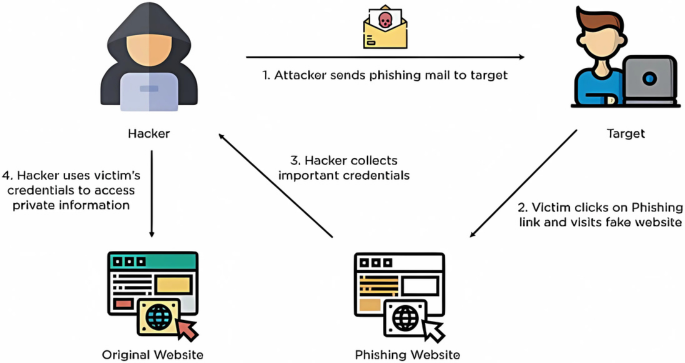 1. Attacker sends phishing mail to target
Hacker
Target
4. Hacker uses victim's
credentials to access
private information
3. Hacker collects
important credentials
2. Victim clicks on Phishing
link and visits fake website
Original Website
Phishing Website